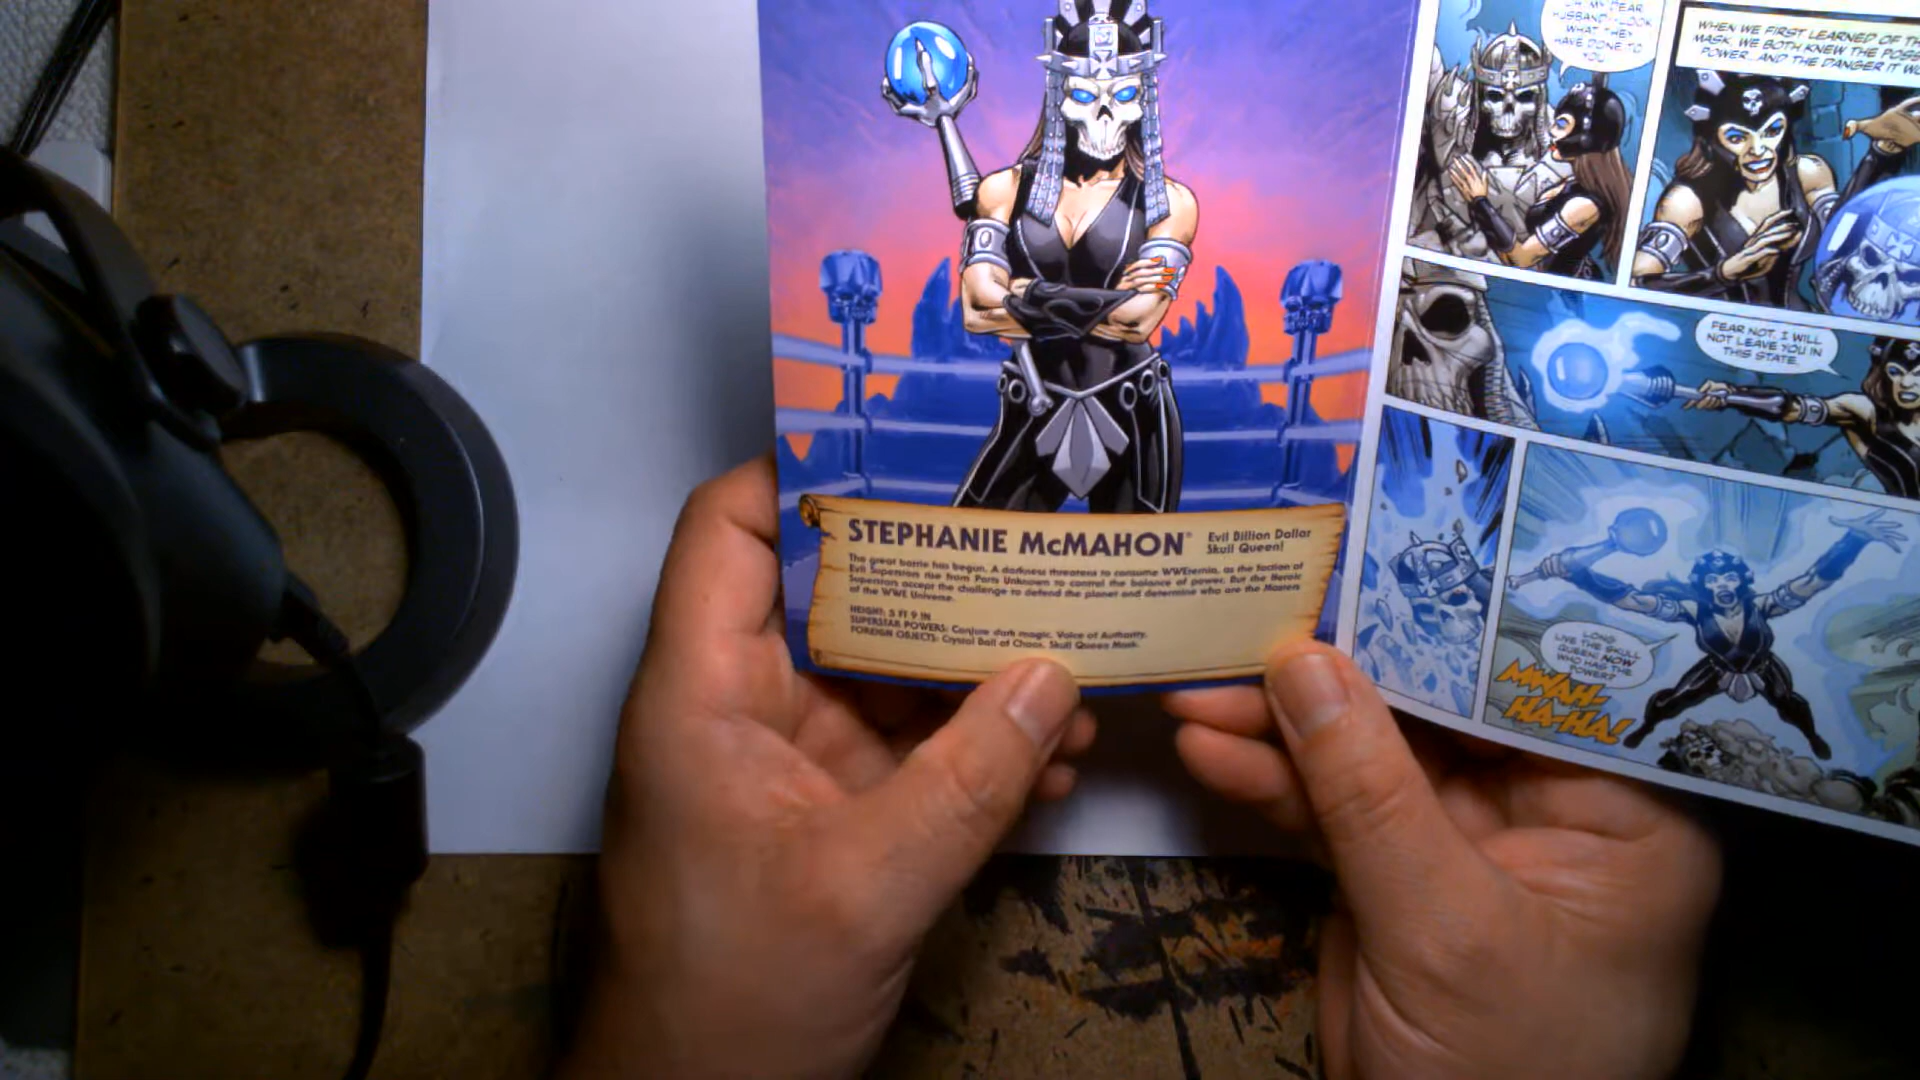 STEPHANIE McMAHON®
Evil Billion Dollar
Skull Queen!
The great battle has begun. A darkness threatens to consume WWEternia, as the faction of
Evil Superstars rise from Parts Unknown to control the balance of power. But the Heroic
Superstars accept the challenge to defend the planet and determine who are the Masters
of the WWE Universe.
HEIGHT: 5 FT 9 IN
SUPERSTAR POWERS: Conjure dark magic, Voice of Authority.
FOREIGN OBJECTS: Crystal Ball of Chaos, Skull Queen Mask.
MY DEAR
HUSBAND! LOOK
WHAT THEY
HAVE DONE TO
YOU.
WHEN WE FIRST LEARNED OF
MASK, WE BOTH KNEW THE
POWER...AND THE DANGER IT
FEAR NOT. I WILL
NOT LEAVE YOU IN
THIS STATE.
LONG
LIVE THE SKULL
QUEEN! NOW
WHO HAS THE
POWER?
MWAH-
HA-HA!